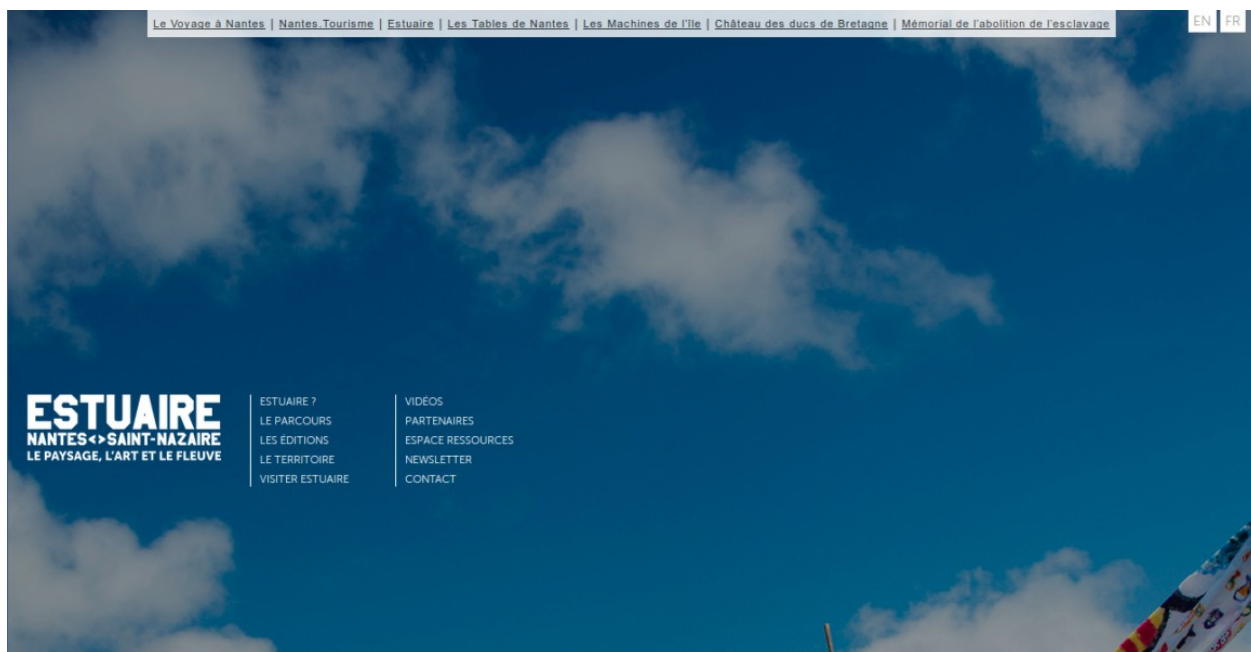 Le Voyage à Nantes | Nantes.Tourisme | Estuaire | Les Tables de Nantes | Les Machines de l'île | Château des ducs de Bretagne | Mémorial de l'abolition de l'esclavage
EN FR
ESTUAIRE
NANTES<>SAINT-NAZAIRE
LE PAYSAGE, L'ART ET LE FLEUVE
ESTUAIRE ?
LE PARCOURS
LES ÉDITIONS
LE TERRITOIRE
VISITER ESTUAIRE
VIDÉOS
PARTENAIRES
ESPACE RESSOURCES
NEWSLETTER
CONTACT